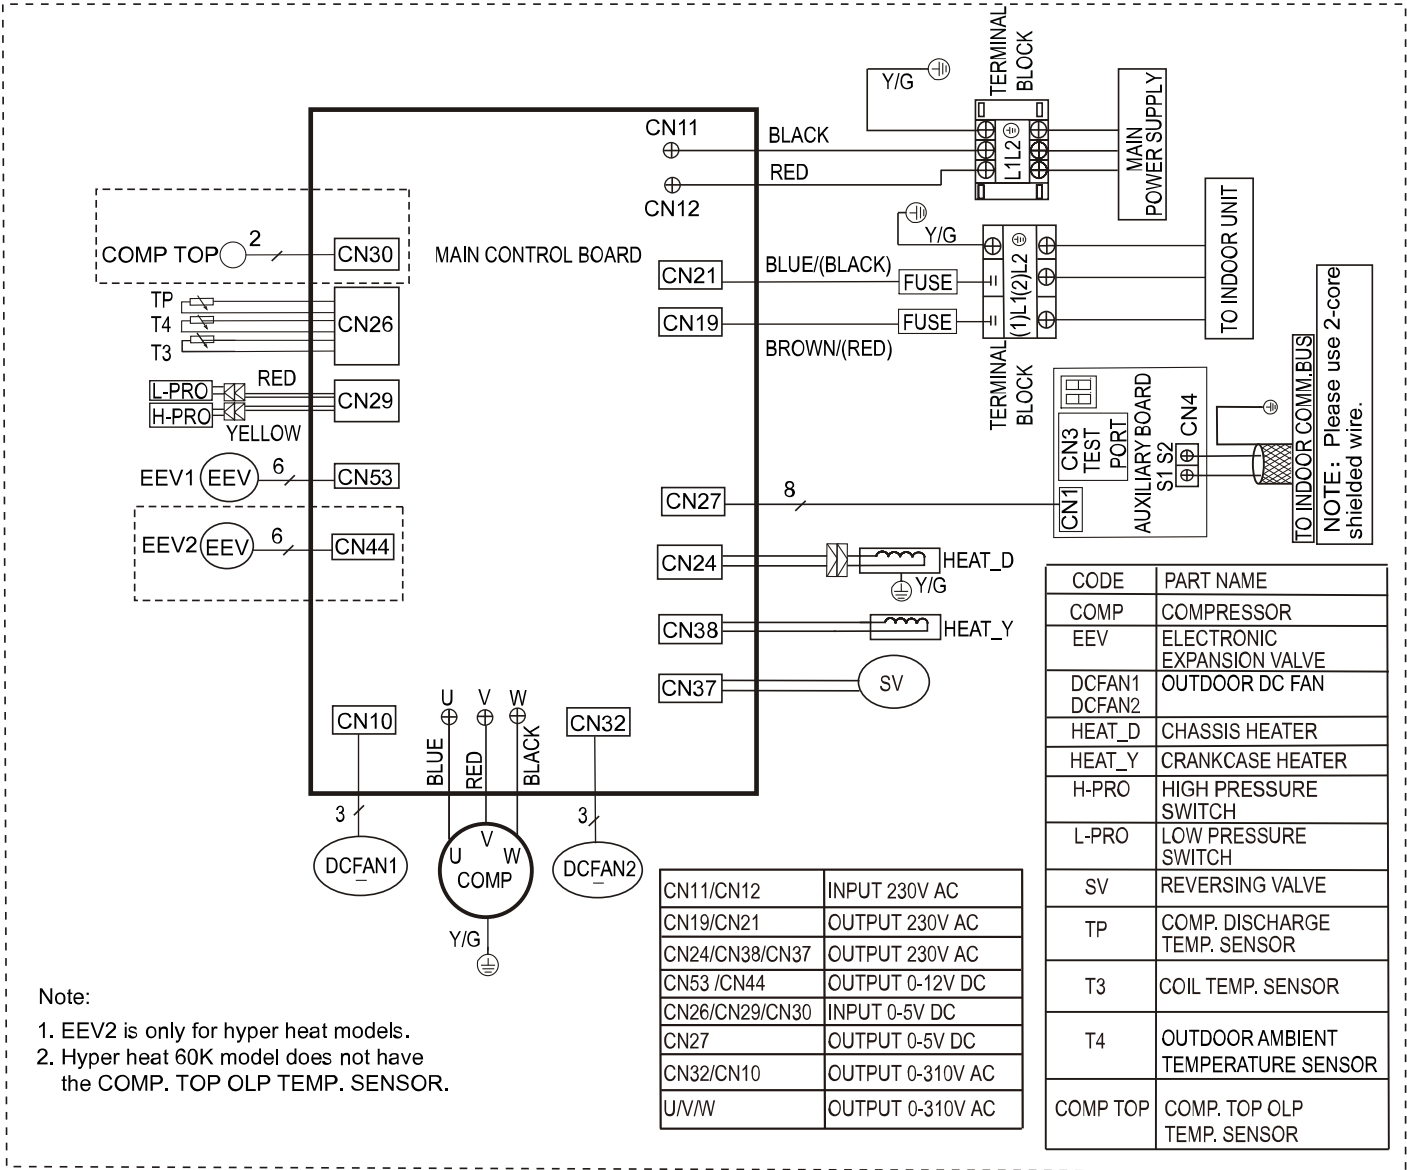 Y/G
TERMINAL
BLOCK
L1L2
MAIN
POWER SUPPLY
CN11
BLACK
RED
CN12
COMP TOP
2
CN30
MAIN CONTROL BOARD
Y/G
CN21
BLUE/(BLACK)
FUSE
(1)L1(2)L2
TO INDOOR UNIT
TP
T4
T3
CN26
CN19
FUSE
BROWN/(RED)
TERMINAL
BLOCK
L-PRO
RED
H-PRO
CN29
YELLOW
EEV1
EEV
6
CN53
EEV2
EEV
6
CN44
CN3
TEST
PORT
AUXILIARY BOARD
CN4
S1 S2
CN1
TO INDOOR COMM.BUS
NOTE: Please use 2-core
shielded wire.
CN27
8
CN24
HEAT_D
Y/G
CN38
HEAT_Y
CN37
SV
CN10
U
V
W
CN32
BLUE
RED
BLACK
3
3
DCFAN1
U
V
W
COMP
DCFAN2
Y/G
CODE PART NAME
COMP COMPRESSOR
EEV ELECTRONIC
EXPANSION VALVE
DCFAN1 OUTDOOR DC FAN
DCFAN2
HEAT_D CHASSIS HEATER
HEAT_Y CRANKCASE HEATER
H-PRO HIGH PRESSURE
SWITCH
L-PRO LOW PRESSURE
SWITCH
SV REVERSING VALVE
TP COMP. DISCHARGE
TEMP. SENSOR
T3 COIL TEMP. SENSOR
T4 OUTDOOR AMBIENT
TEMPERATURE SENSOR
COMP TOP COMP. TOP OLP
TEMP. SENSOR
CN11/CN12 INPUT 230V AC
CN19/CN21 OUTPUT 230V AC
CN24/CN38/CN37 OUTPUT 230V AC
CN53 /CN44 OUTPUT 0-12V DC
CN26/CN29/CN30 INPUT 0-5V DC
CN27 OUTPUT 0-5V DC
CN32/CN10 OUTPUT 0-310V AC
U/V/W OUTPUT 0-310V AC
Note:
1. EEV2 is only for hyper heat models.
2. Hyper heat 60K model does not have
the COMP. TOP OLP TEMP. SENSOR.